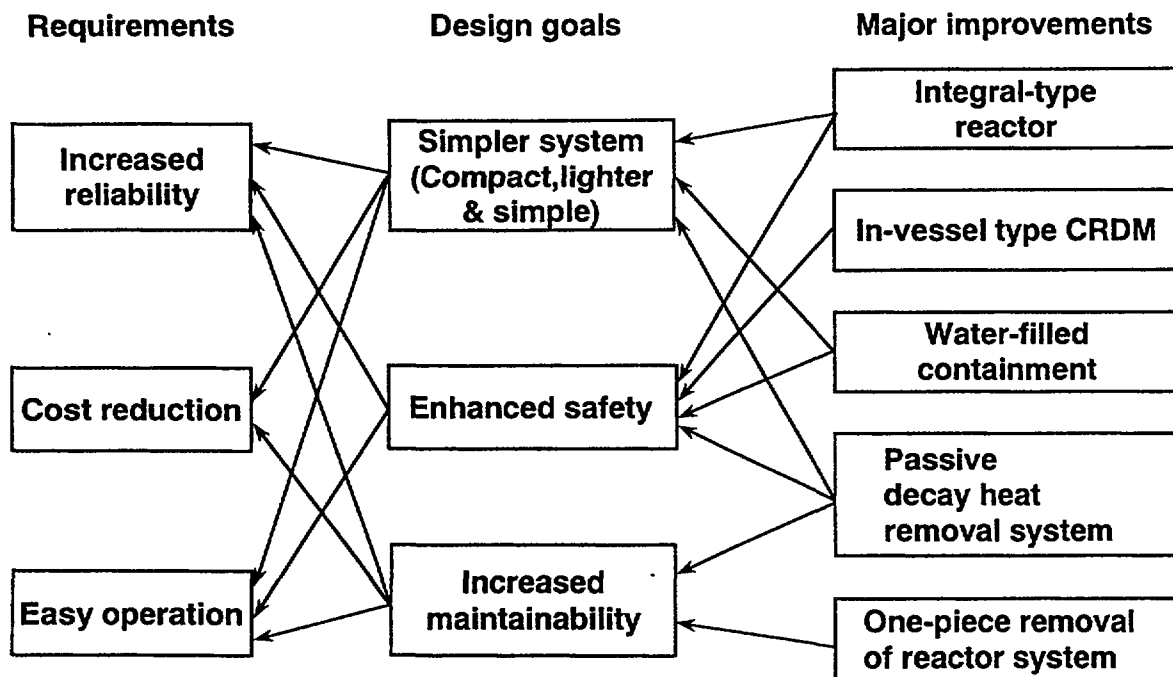 Requirements
Design goals
Major improvements
Increased
reliability
Cost reduction
Easy operation
Simpler system
(Compact,lighter
& simple)
Enhanced safety
Increased
maintainability
Integral-type
reactor
In-vessel type CRDM
Water-filled
containment
Passive
decay heat
removal system
One-piece removal
of reactor system